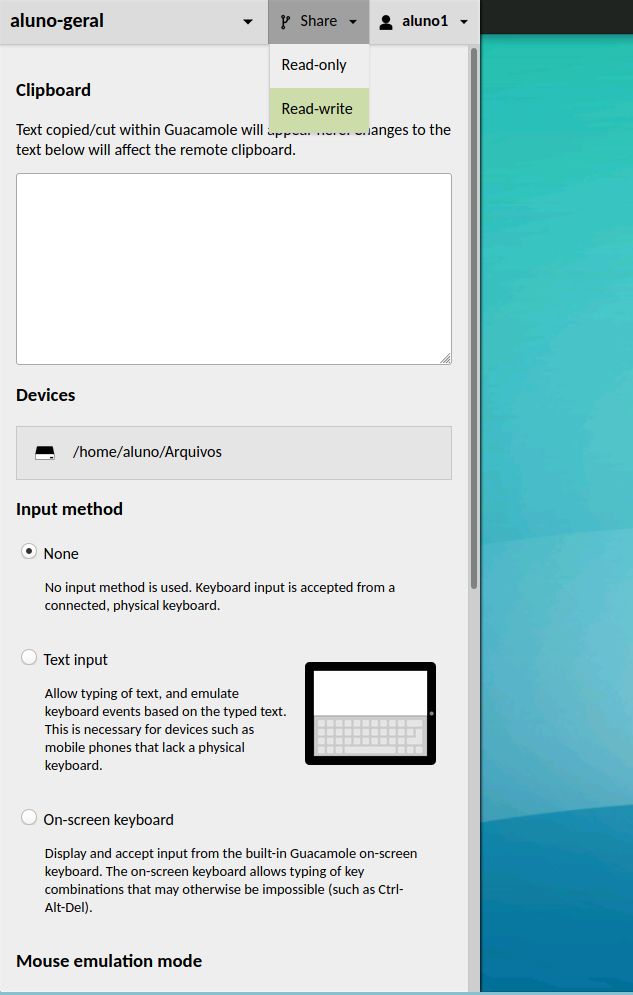 aluno-geral
Share
aluno1
Read-only
Read-write
Clipboard
Text copied/cut within Guacamole will appear here. Changes to the
text below will affect the remote clipboard.
Devices
/home/aluno/Arquivos
Input method
None
No input method is used. Keyboard input is accepted from a
connected, physical keyboard.
Text input
Allow typing of text, and emulate
keyboard events based on the typed text.
This is necessary for devices such as
mobile phones that lack a physical
keyboard.
On-screen keyboard
Display and accept input from the built-in Guacamole on-screen
keyboard. The on-screen keyboard allows typing of key
combinations that may otherwise be impossible (such as Ctrl-
Alt-Del).
Mouse emulation mode